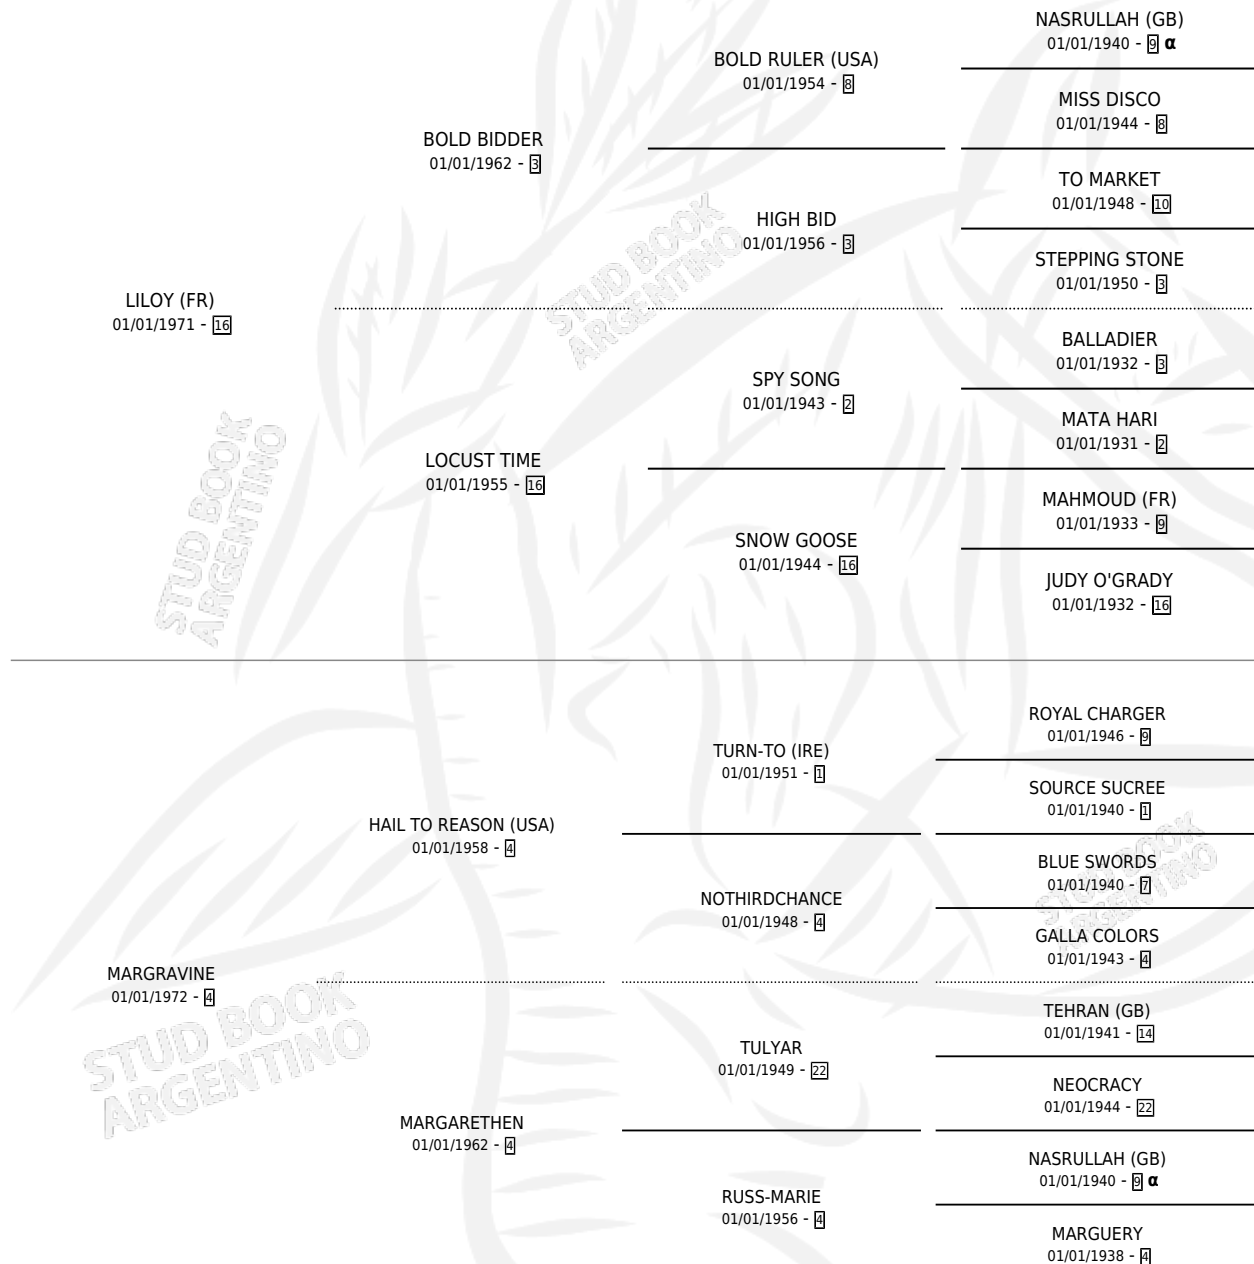 NASRULLAH (GB)
01/01/1940 - 9 α
BOLD RULER (USA)
01/01/1954 - 8
MISS DISCO
01/01/1944 - 8
BOLD BIDDER
01/01/1962 - 3
TO MARKET
01/01/1948 - 10
HIGH BID
01/01/1956 - 3
STEPPING STONE
01/01/1950 - 3
LILOY (FR)
01/01/1971 - 16
BALLADIER
01/01/1932 - 3
SPY SONG
01/01/1943 - 2
MATA HARI
01/01/1931 - 2
LOCUST TIME
01/01/1955 - 16
MAHMOUD (FR)
01/01/1933 - 9
SNOW GOOSE
01/01/1944 - 16
JUDY O'GRADY
01/01/1932 - 16
ROYAL CHARGER
01/01/1946 - 9
TURN-TO (IRE)
01/01/1951 - 1
SOURCE SUCREE
01/01/1940 - 1
HAIL TO REASON (USA)
01/01/1958 - 4
BLUE SWORDS
01/01/1940 - 7
NOTHIRDCHANCE
01/01/1948 - 4
GALLA COLORS
01/01/1943 - 4
MARGRAVINE
01/01/1972 - 4
TEHRAN (GB)
01/01/1941 - 14
TULYAR
01/01/1949 - 22
NEOCRACY
01/01/1944 - 22
MARGARETHEN
01/01/1962 - 4
NASRULLAH (GB)
01/01/1940 - 9 α
RUSS-MARIE
01/01/1956 - 4
MARGUERY
01/01/1938 - 4
STUD BOOK
ARGENTINO
STUD BOOK
ARGENTINO
STUD BOOK
ARGENTINO
STUD BOOK
ARGENTINO